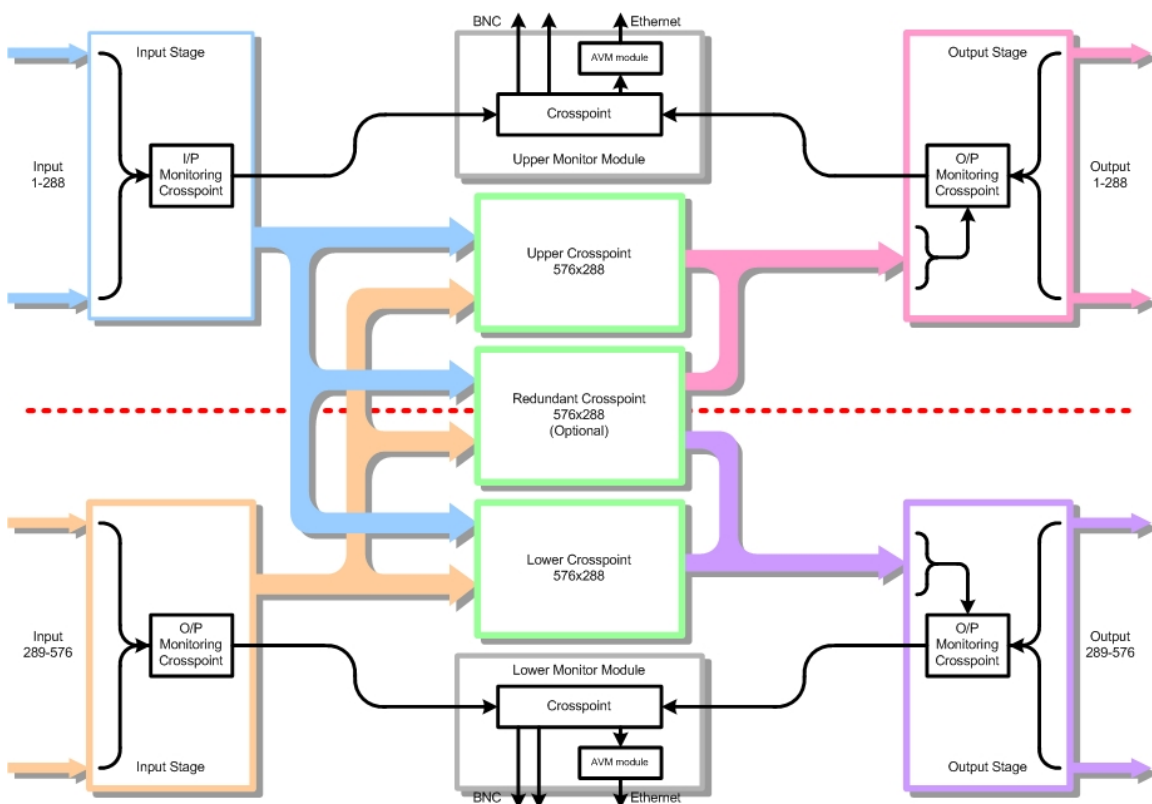 BNC
Ethernet
Input Stage
AVM module
Output Stage
Crosspoint
Upper Monitor Module
Input
1-288
I/P
Monitoring
Crosspoint
O/P
Monitoring
Crosspoint
Output
1-288
Upper Crosspoint
576x288
Redundant Crosspoint
576x288
(Optional)
Lower Crosspoint
576x288
Input
289-576
O/P
Monitoring
Crosspoint
O/P
Monitoring
Crosspoint
Output
289-576
Lower Monitor Module
Crosspoint
AVM module
Input Stage
Output Stage
BNC
Ethernet